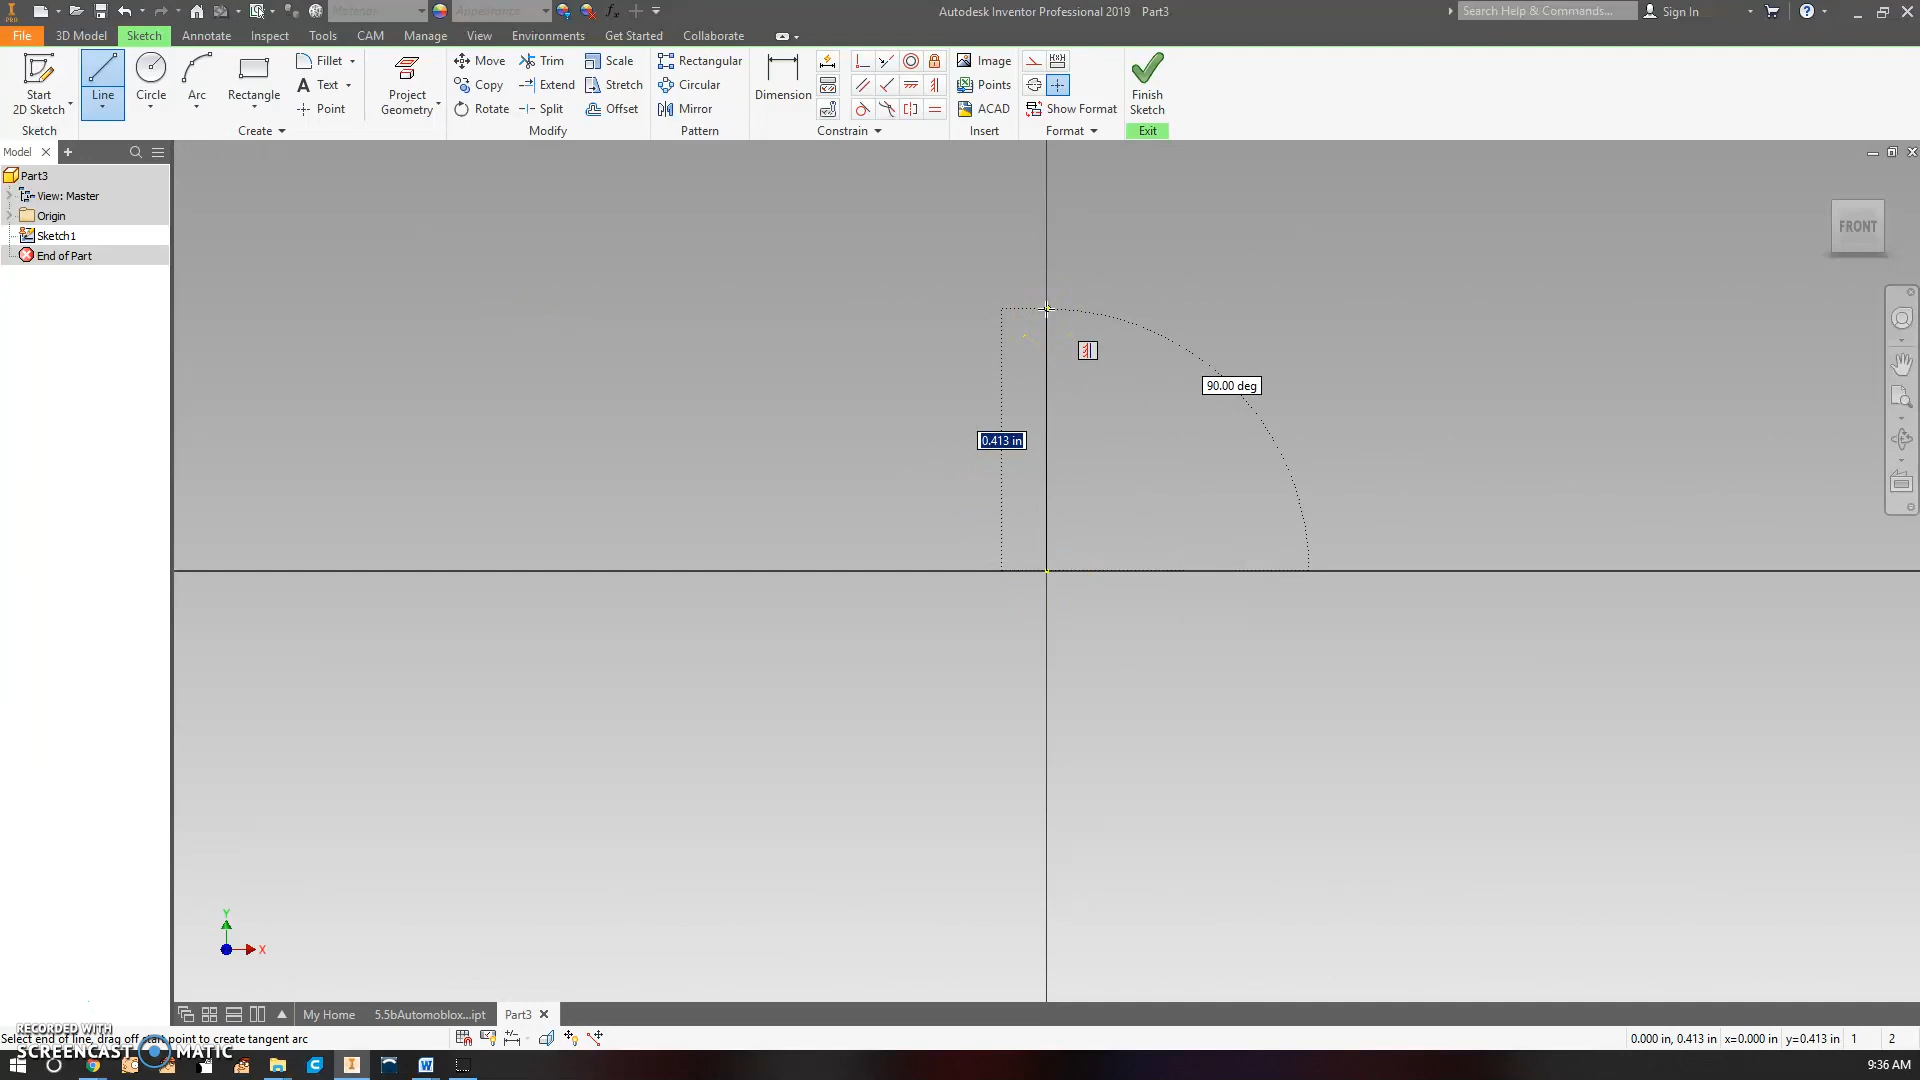 Material
Appearance
Autodesk Inventor Professional 2019 Part3
Search Help & Commands...
Sign In
PRO
File
3D Model
Sketch
Annotate
Inspect
Tools
CAM
Manage
View
Environments
Get Started
Collaborate
Start
2D Sketch
Line
Circle
Arc
Rectangle
Fillet
Text
Point
Project
Geometry
Move
Copy
Rotate
Trim
Extend
Split
Scale
Stretch
Offset
Rectangular
Circular
Mirror
Dimension
Image
Points
ACAD
Show Format
Finish
Sketch
Sketch
Create
Modify
Pattern
Constrain
Insert
Format
Exit
Model
Part3
View: Master
Origin
Sketch1
End of Part
FRONT
90.00 deg
0.413 in
Y
X
My Home
5.5bAutomoblox...ipt
Part3
RECORDED WITH
Select end of line, drag off start point to create tangent arc
SCREENCAST MATIC
0.000 in, 0.413 in x=0.000 in y=0.413 in 1 2
9:36 AM